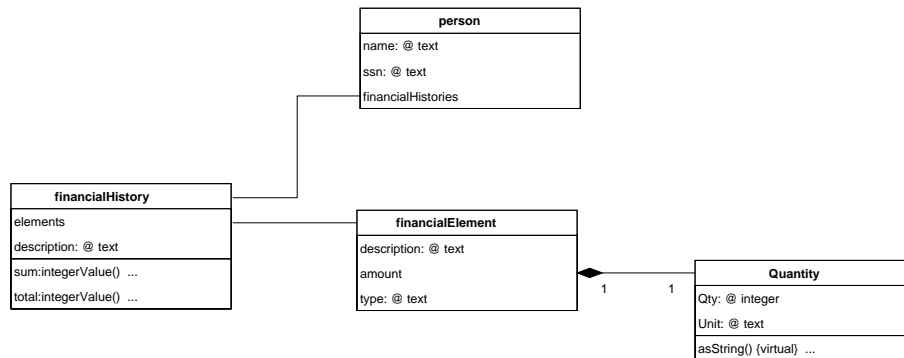 person
name: @ text
ssn: @ text
financialHistories
financialHistory
elements
description: @ text
sum:integerValue() ...
total:integerValue() ...
financialElement
description: @ text
amount
type: @ text
1 1
Quantity
Qty: @ integer
Unit: @ text
asString() {virtual} ...